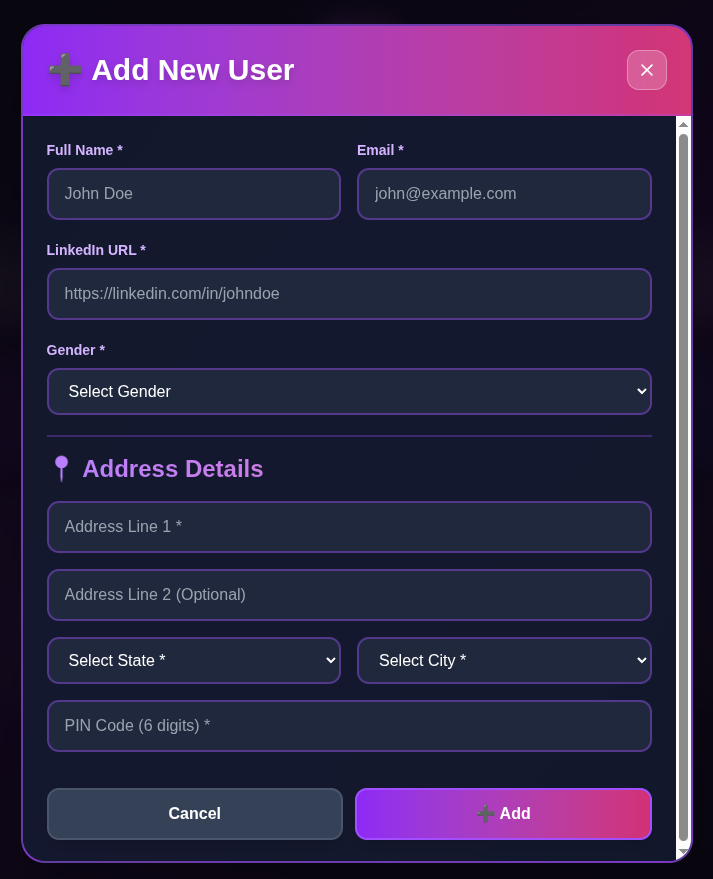 ➕ Add New User
Full Name *
Email *
John Doe
john@example.com
LinkedIn URL *
https://linkedin.com/in/johndoe
Gender *
Select Gender
📍 Address Details
Address Line 1 *
Address Line 2 (Optional)
Select State *
Select City *
PIN Code (6 digits) *
Cancel
➕ Add